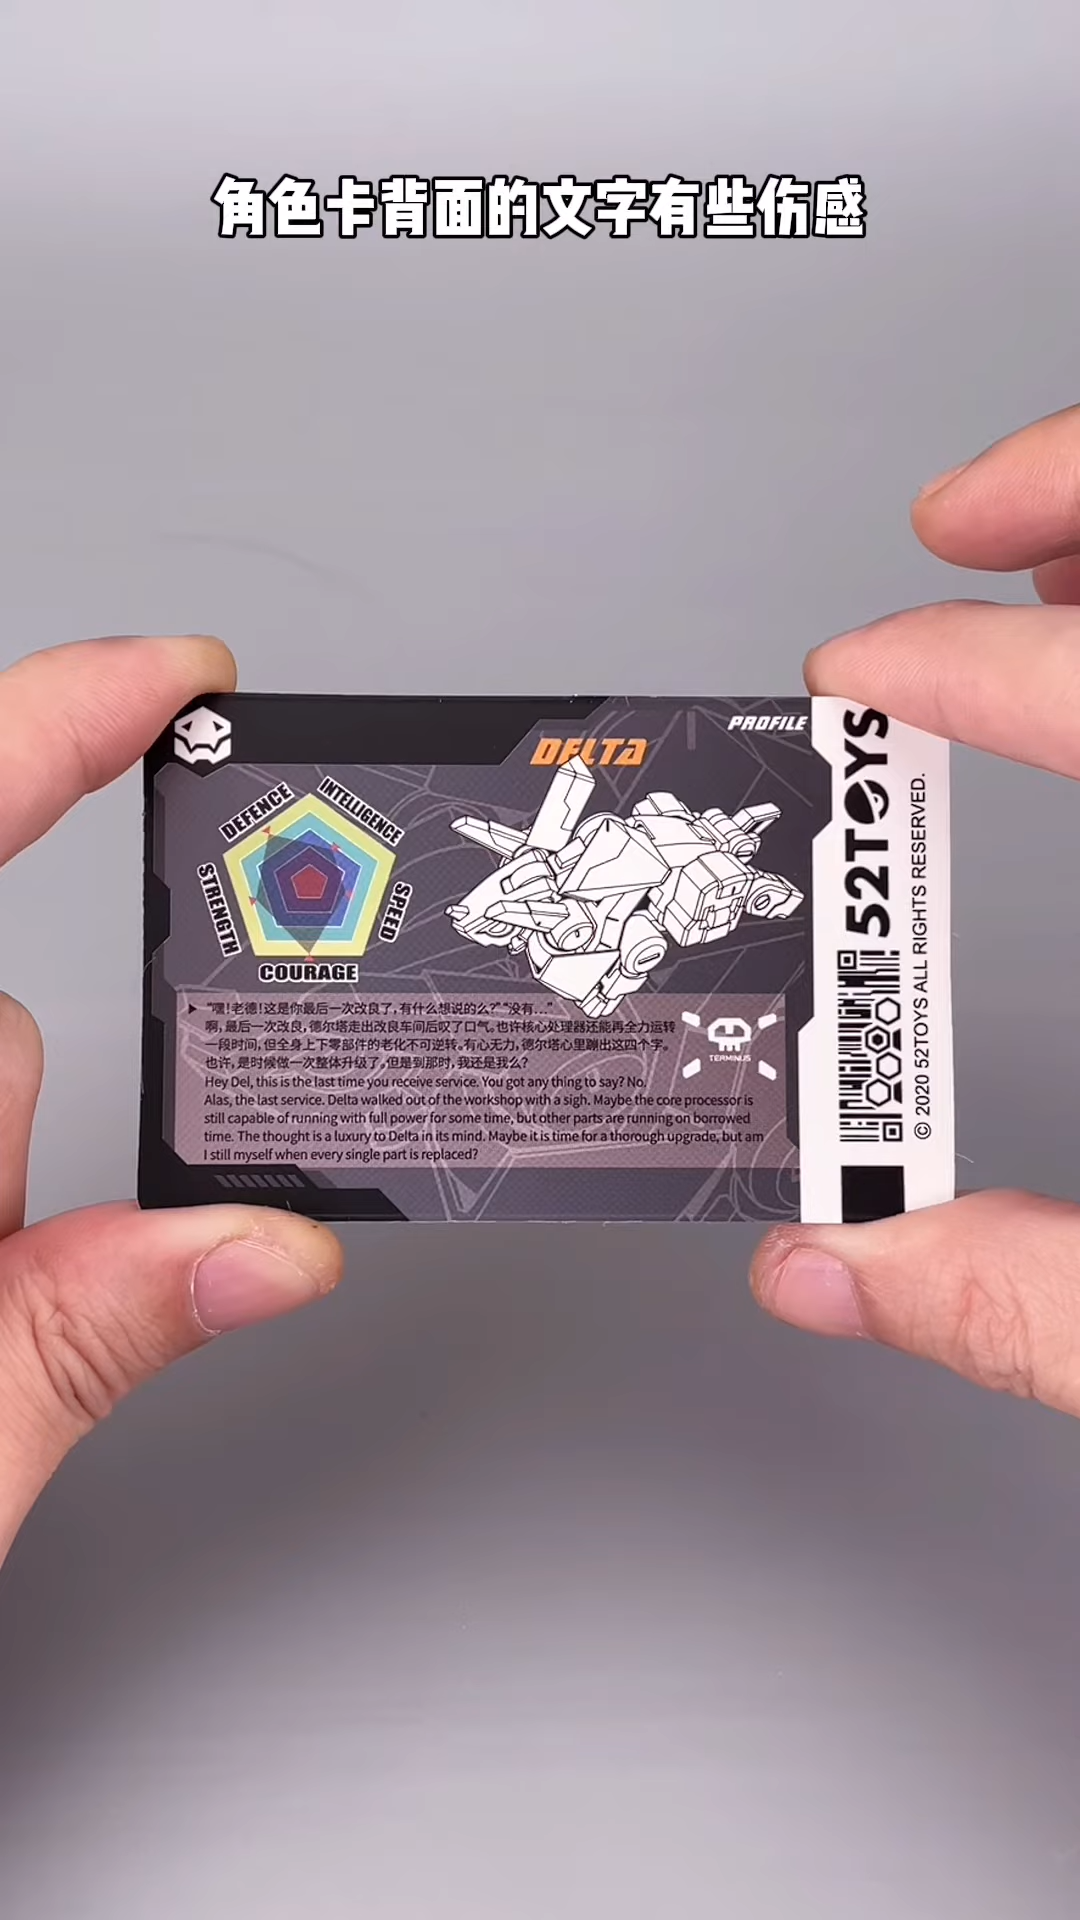 角色卡背面的文字有些伤感
PROFILE
DELTA
DEFENCE
INTELLIGENCE
STRENGTH
SPEED
COURAGE
“嘿!老德!这是你最后一次改良了,有什么想说的么?”“没有…”
啊,最后一次改良,德尔塔走出改良车间后叹了口气。也许核心处理器还能再全力运转
一段时间,但全身上下零部件的老化不可逆转。有心无力,德尔塔心里蹦出这四个字。
也许,是时候做一次整体升级了。但是到那时,我还是我么?
Hey Del, this is the last time you receive service. You got any thing to say? No.
Alas, the last service. Delta walked out of the workshop with a sigh. Maybe the core processor is
still capable of running with full power for some time, but other parts are running on borrowed
time. The thought is a luxury to Delta in its mind. Maybe it is time for a thorough upgrade, but am
I still myself when every single part is replaced?
TERMINUS
52TOYS
© 2020 52TOYS ALL RIGHTS RESERVED.